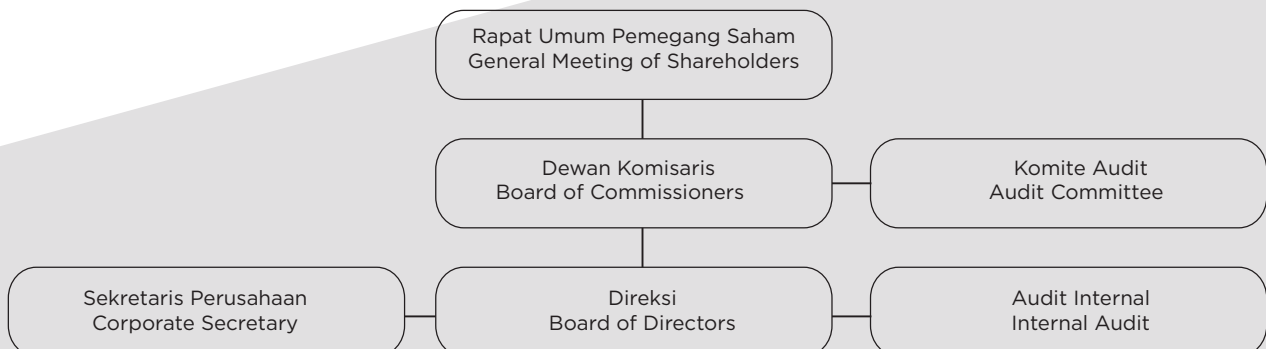 Rapat Umum Pemegang Saham
General Meeting of Shareholders
Dewan Komisaris
Board of Commissioners
Komite Audit
Audit Committee
Sekretaris Perusahaan
Corporate Secretary
Direksi
Board of Directors
Audit Internal
Internal Audit